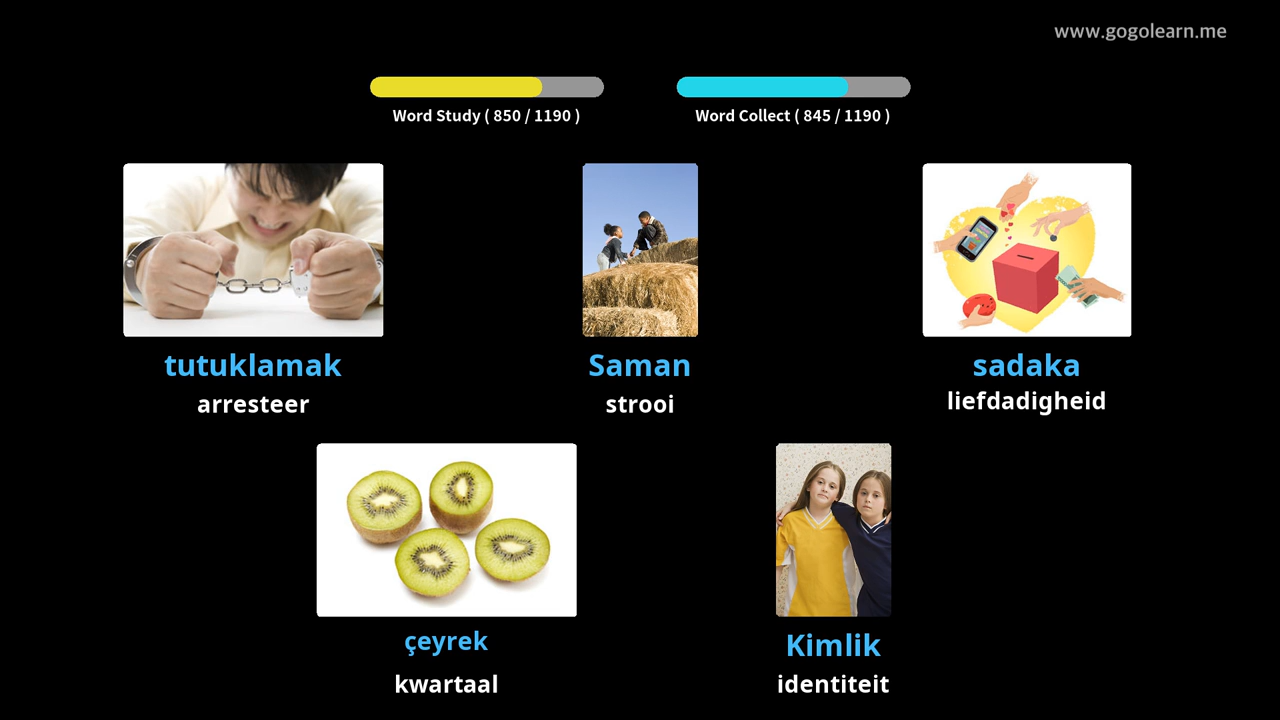 www.gogolearn.me
Word Study ( 850 / 1190 )
Word Collect ( 845 / 1190 )
tutuklamak
arresteer
Saman
strooi
sadaka
liefdadigheid
çeyrek
kwartaal
Kimlik
identiteit